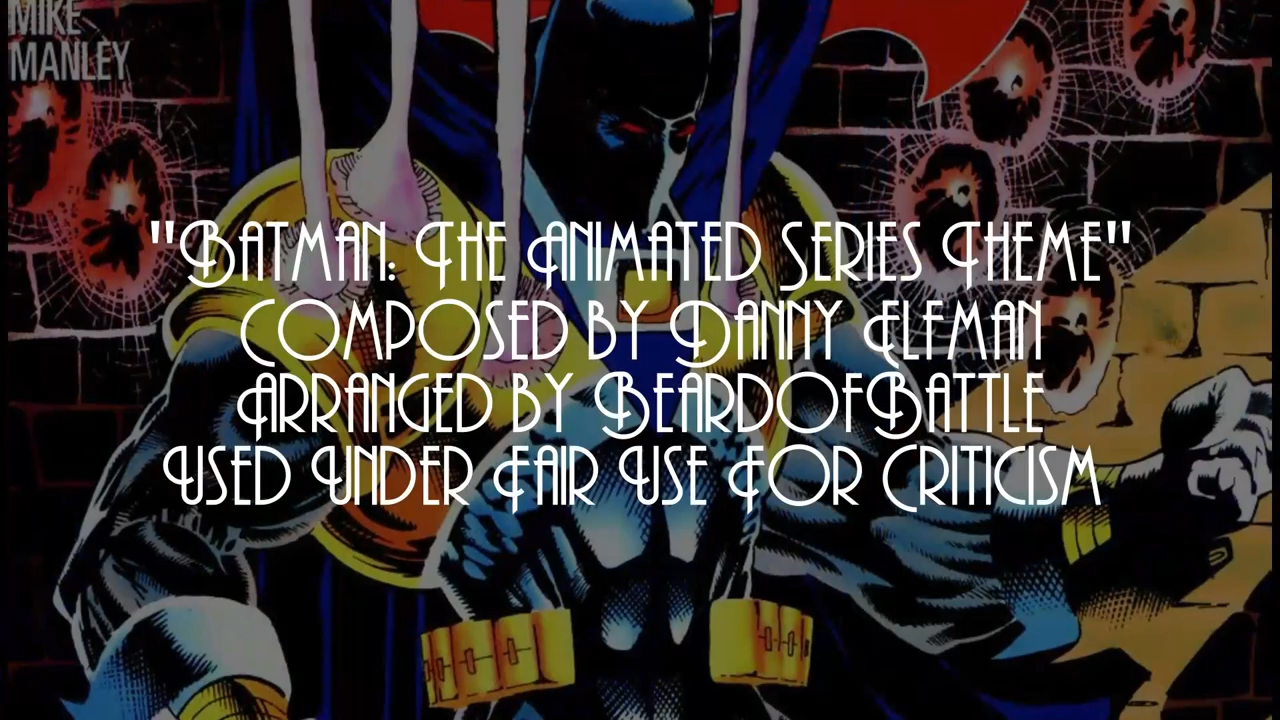 MIKE
MANLEY
"Batman: The Animated Series Theme"
Composed by Danny Elfman
Arranged by BeardofBattle
Used Under Fair Use For Criticism